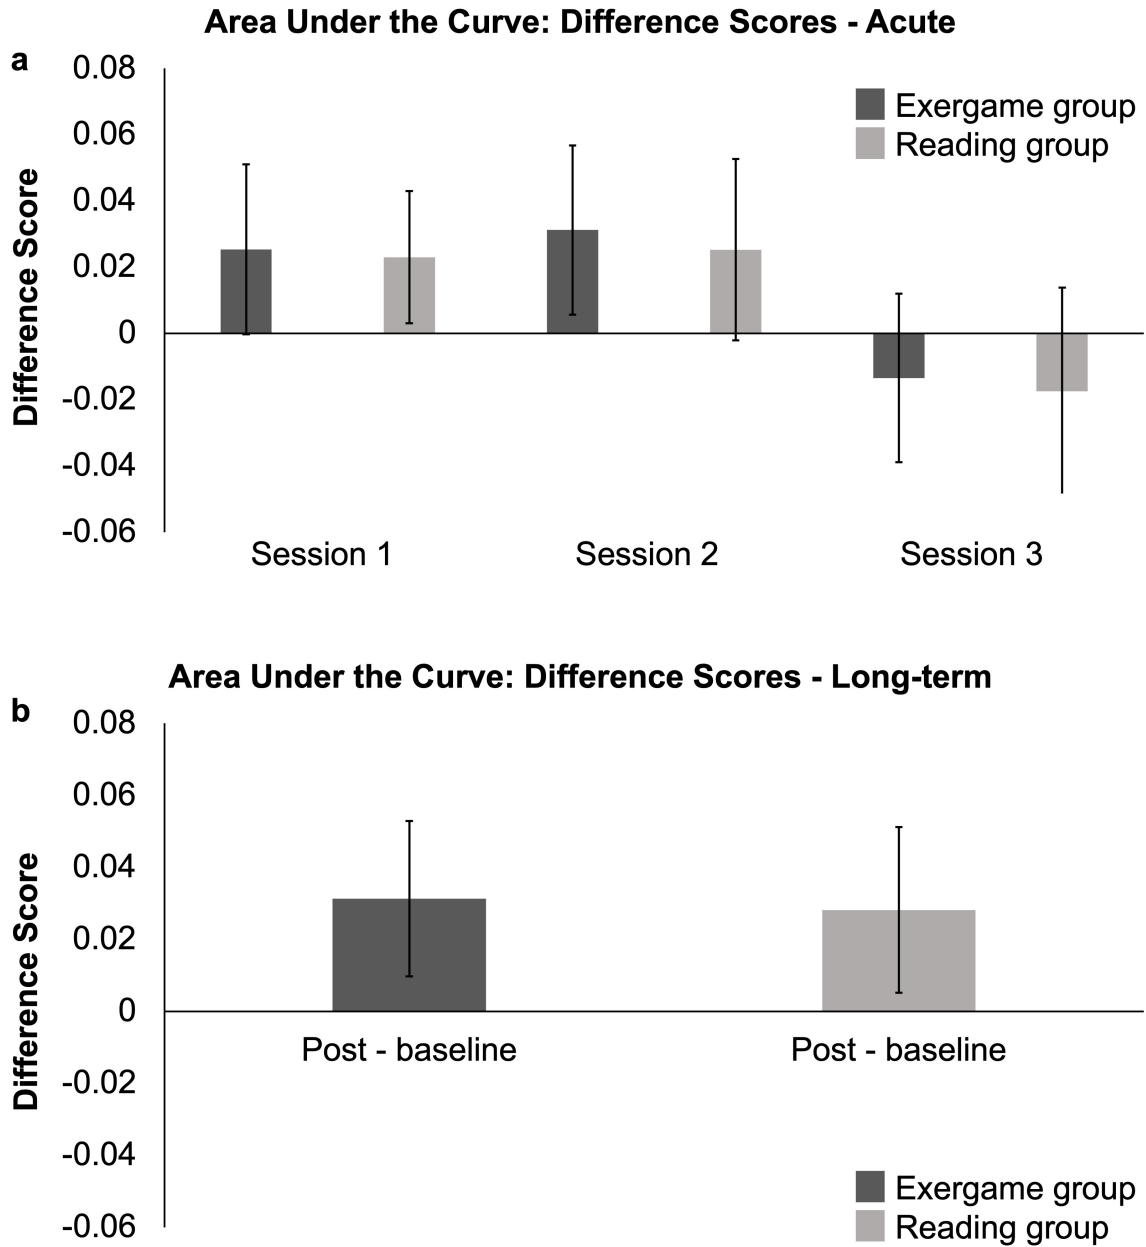 Area Under the Curve: Difference Scores - Acute
a
0.08
0.06
0.04
0.02
0
-0.02
-0.04
-0.06
Difference Score
Exergame group
Reading group
Session 1
Session 2
Session 3
Area Under the Curve: Difference Scores - Long-term
b
0.08
0.06
0.04
0.02
0
-0.02
-0.04
-0.06
Difference Score
Post - baseline
Post - baseline
Exergame group
Reading group